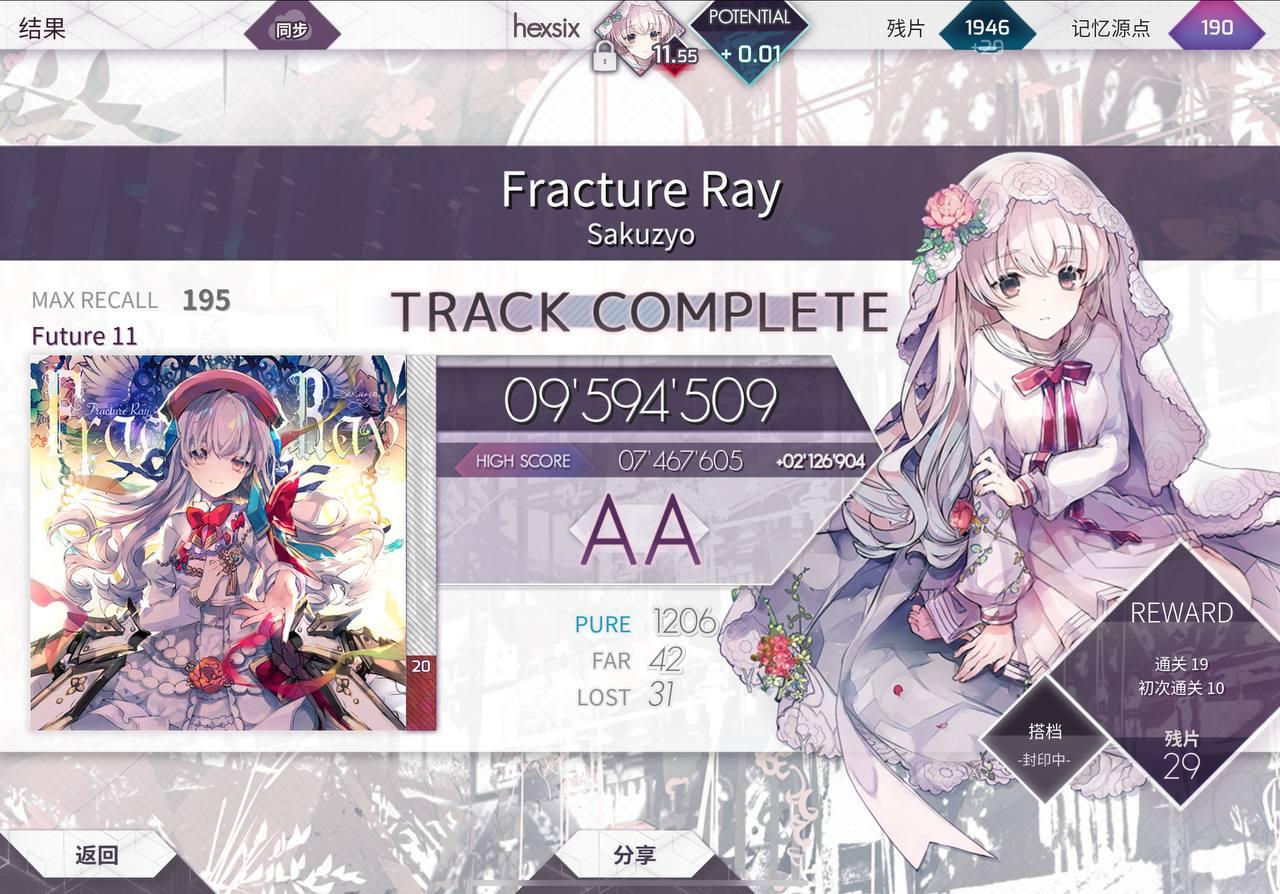 结果
同步
hexsix
11.55
POTENTIAL
+ 0.01
残片
1946
+29
记忆源点
190
Fracture Ray
Sakuzyo
MAX RECALL 195
Future 11
TRACK COMPLETE
Fracture Ray
20
09'594'509
HIGH SCORE 07'467'605 +02'126'904
AA
PURE 1206
FAR 42
LOST 31
REWARD
通关 19
初次通关 10
残片
29
搭档
-封印中-
返回
分享